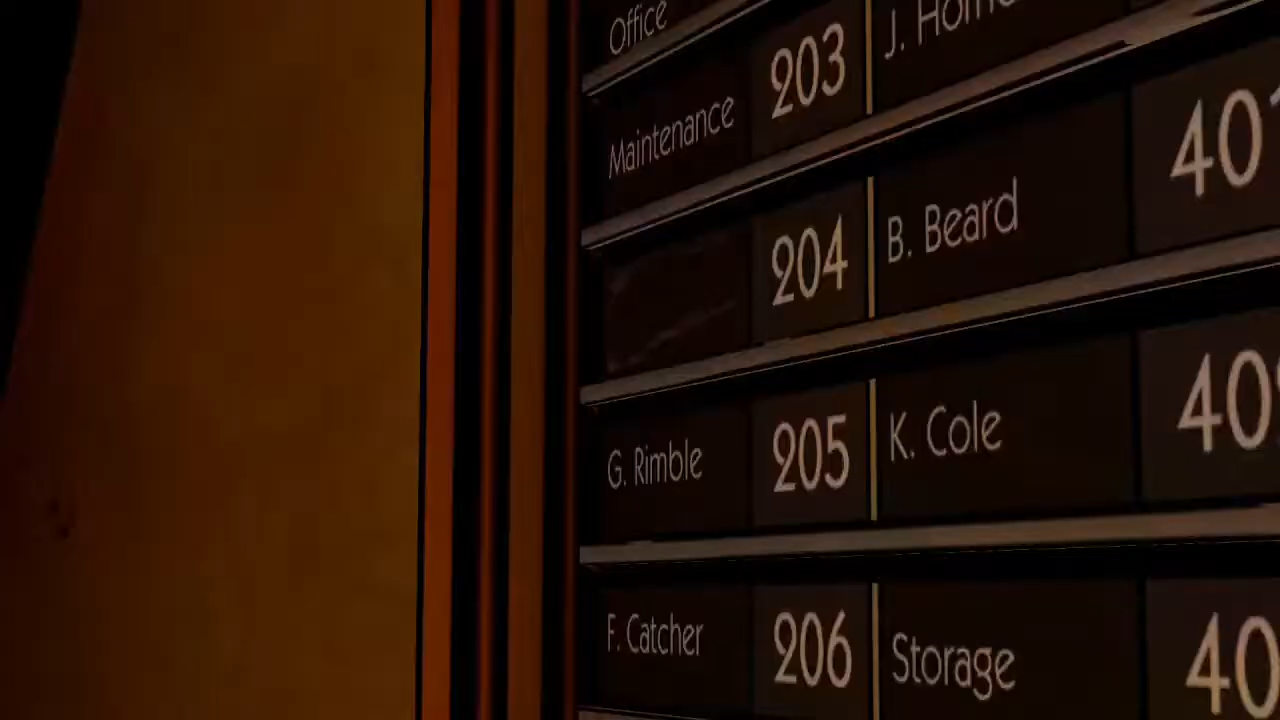 Office
203
J.
Maintenance
204
B. Beard
205
K. Cole
G. Rimble
206
Storage
F. Catcher